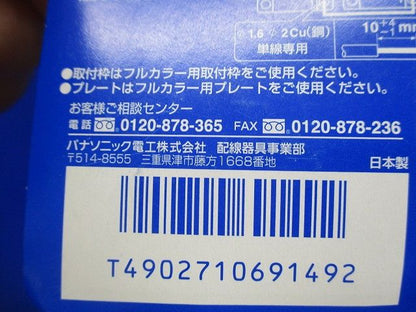 φ1.6 φ2Cu(銅)
単線専用
10+4-1mm
●取付枠はフルカラー用取付枠をご使用ください。
●プレートはフルカラー用プレートをご使用ください。
お客様ご相談センター
電話 0120-878-365 FAX 0120-878-236
パナソニック電工株式会社 配線器具事業部
〒514-8555 三重県津市藤方1668番地
日本製
T4902710691492